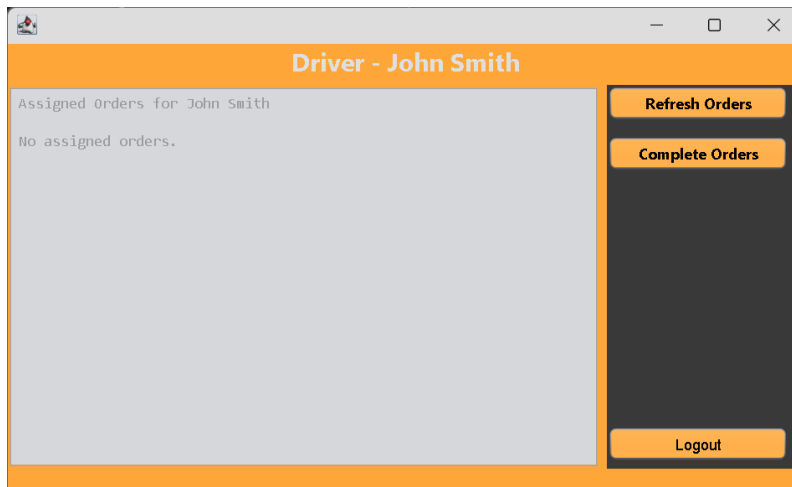 Driver - John Smith
Assigned Orders for John Smith
No assigned orders.
Refresh Orders
Complete Orders
Logout